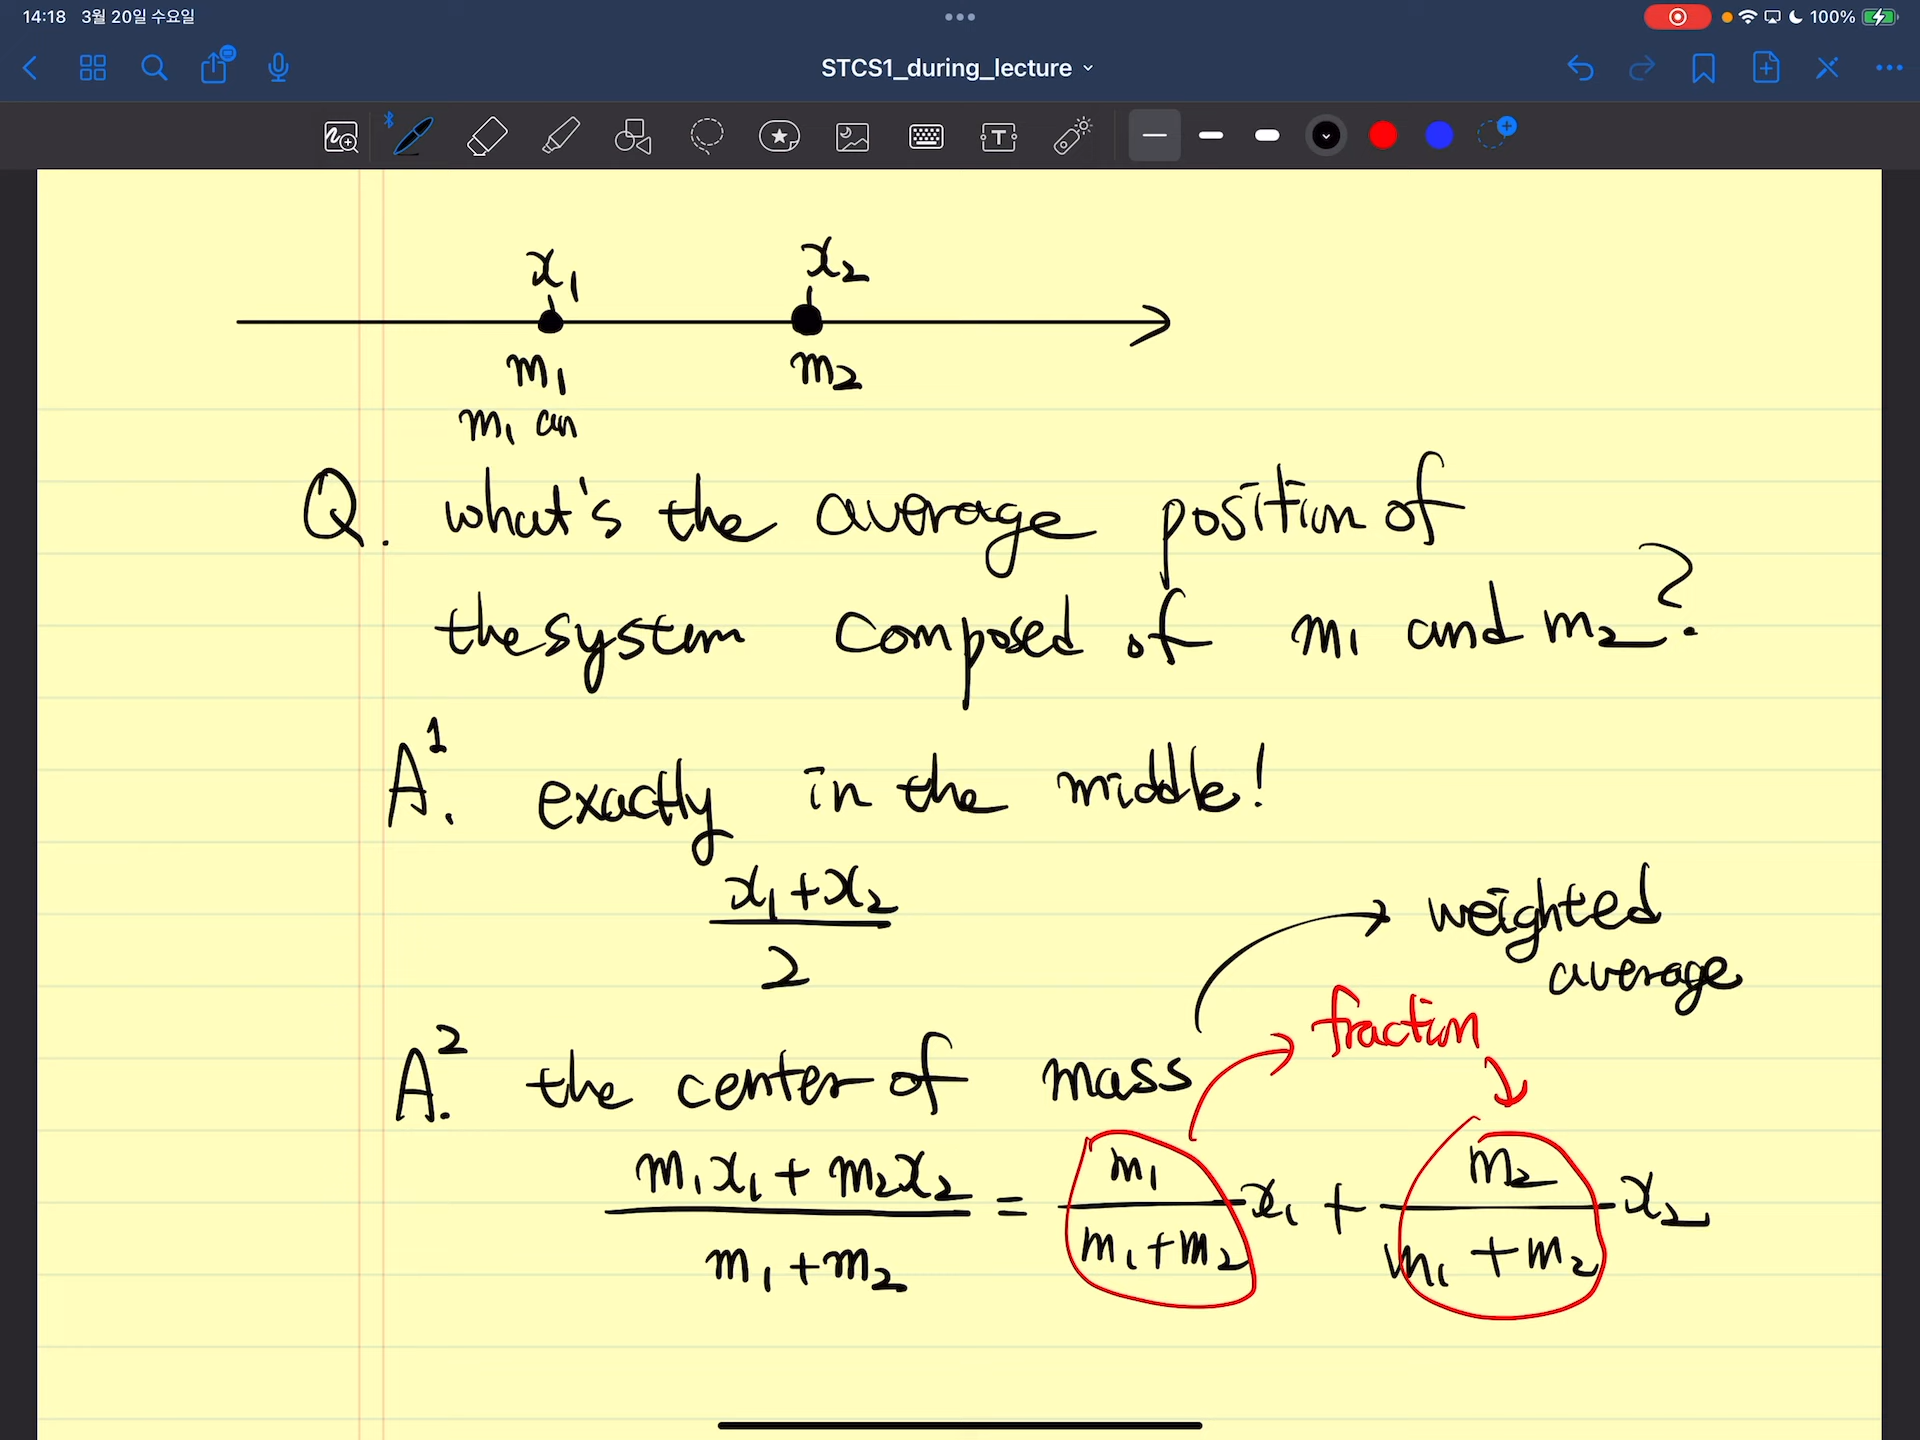 14:18 3월 20일 수요일
100%
STCS1_during_lecture
T
x₁ x₂
m₁ m₂
m₁ an
Q. what's the average position of
the system composed of m₁ and m₂?
A¹. exactly in the middle!
x₁+x₂
2
weighted
average
fraction
A². the center of mass
m₁x₁ + m₂x₂ = m₁ x₁ + m₂ x₂
m₁+m₂ m₁+m₂ m₁+m₂